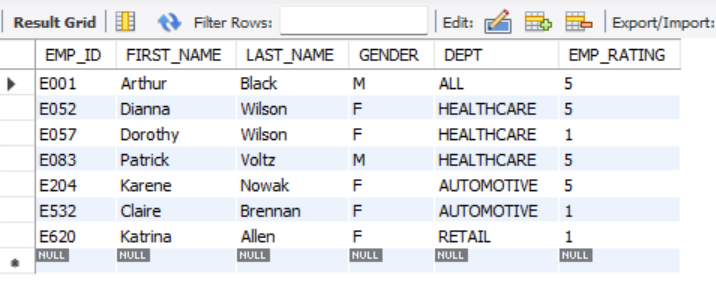 Result Grid Filter Rows: Edit: Export/Import:
EMP_ID FIRST_NAME LAST_NAME GENDER DEPT EMP_RATING
E001 Arthur Black M ALL 5
E052 Dianna Wilson F HEALTHCARE 5
E057 Dorothy Wilson F HEALTHCARE 1
E083 Patrick Voltz M HEALTHCARE 5
E204 Karene Nowak F AUTOMOTIVE 5
E532 Claire Brennan F AUTOMOTIVE 1
E620 Katrina Allen F RETAIL 1
NULL NULL NULL NULL NULL NULL